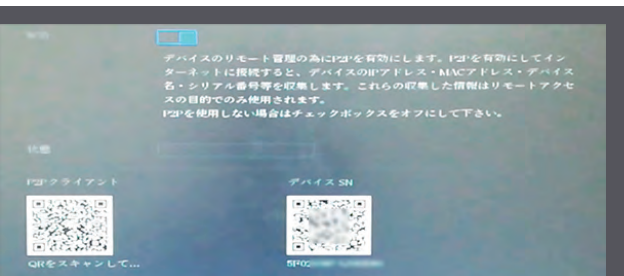 有効
デバイスのリモート管理の為にP2Pを有効にします。P2Pを有効にしてイン
ターネットに接続すると、デバイスのIPアドレス・MACアドレス・デバイス
名・シリアル番号等を収集します。これらの収集した情報はリモートアクセ
スの目的でのみ使用されます。
P2Pを使用しない場合はチェックボックスをオフにして下さい。
状態
P2Pクライアント
デバイス SN
QRをスキャンして...